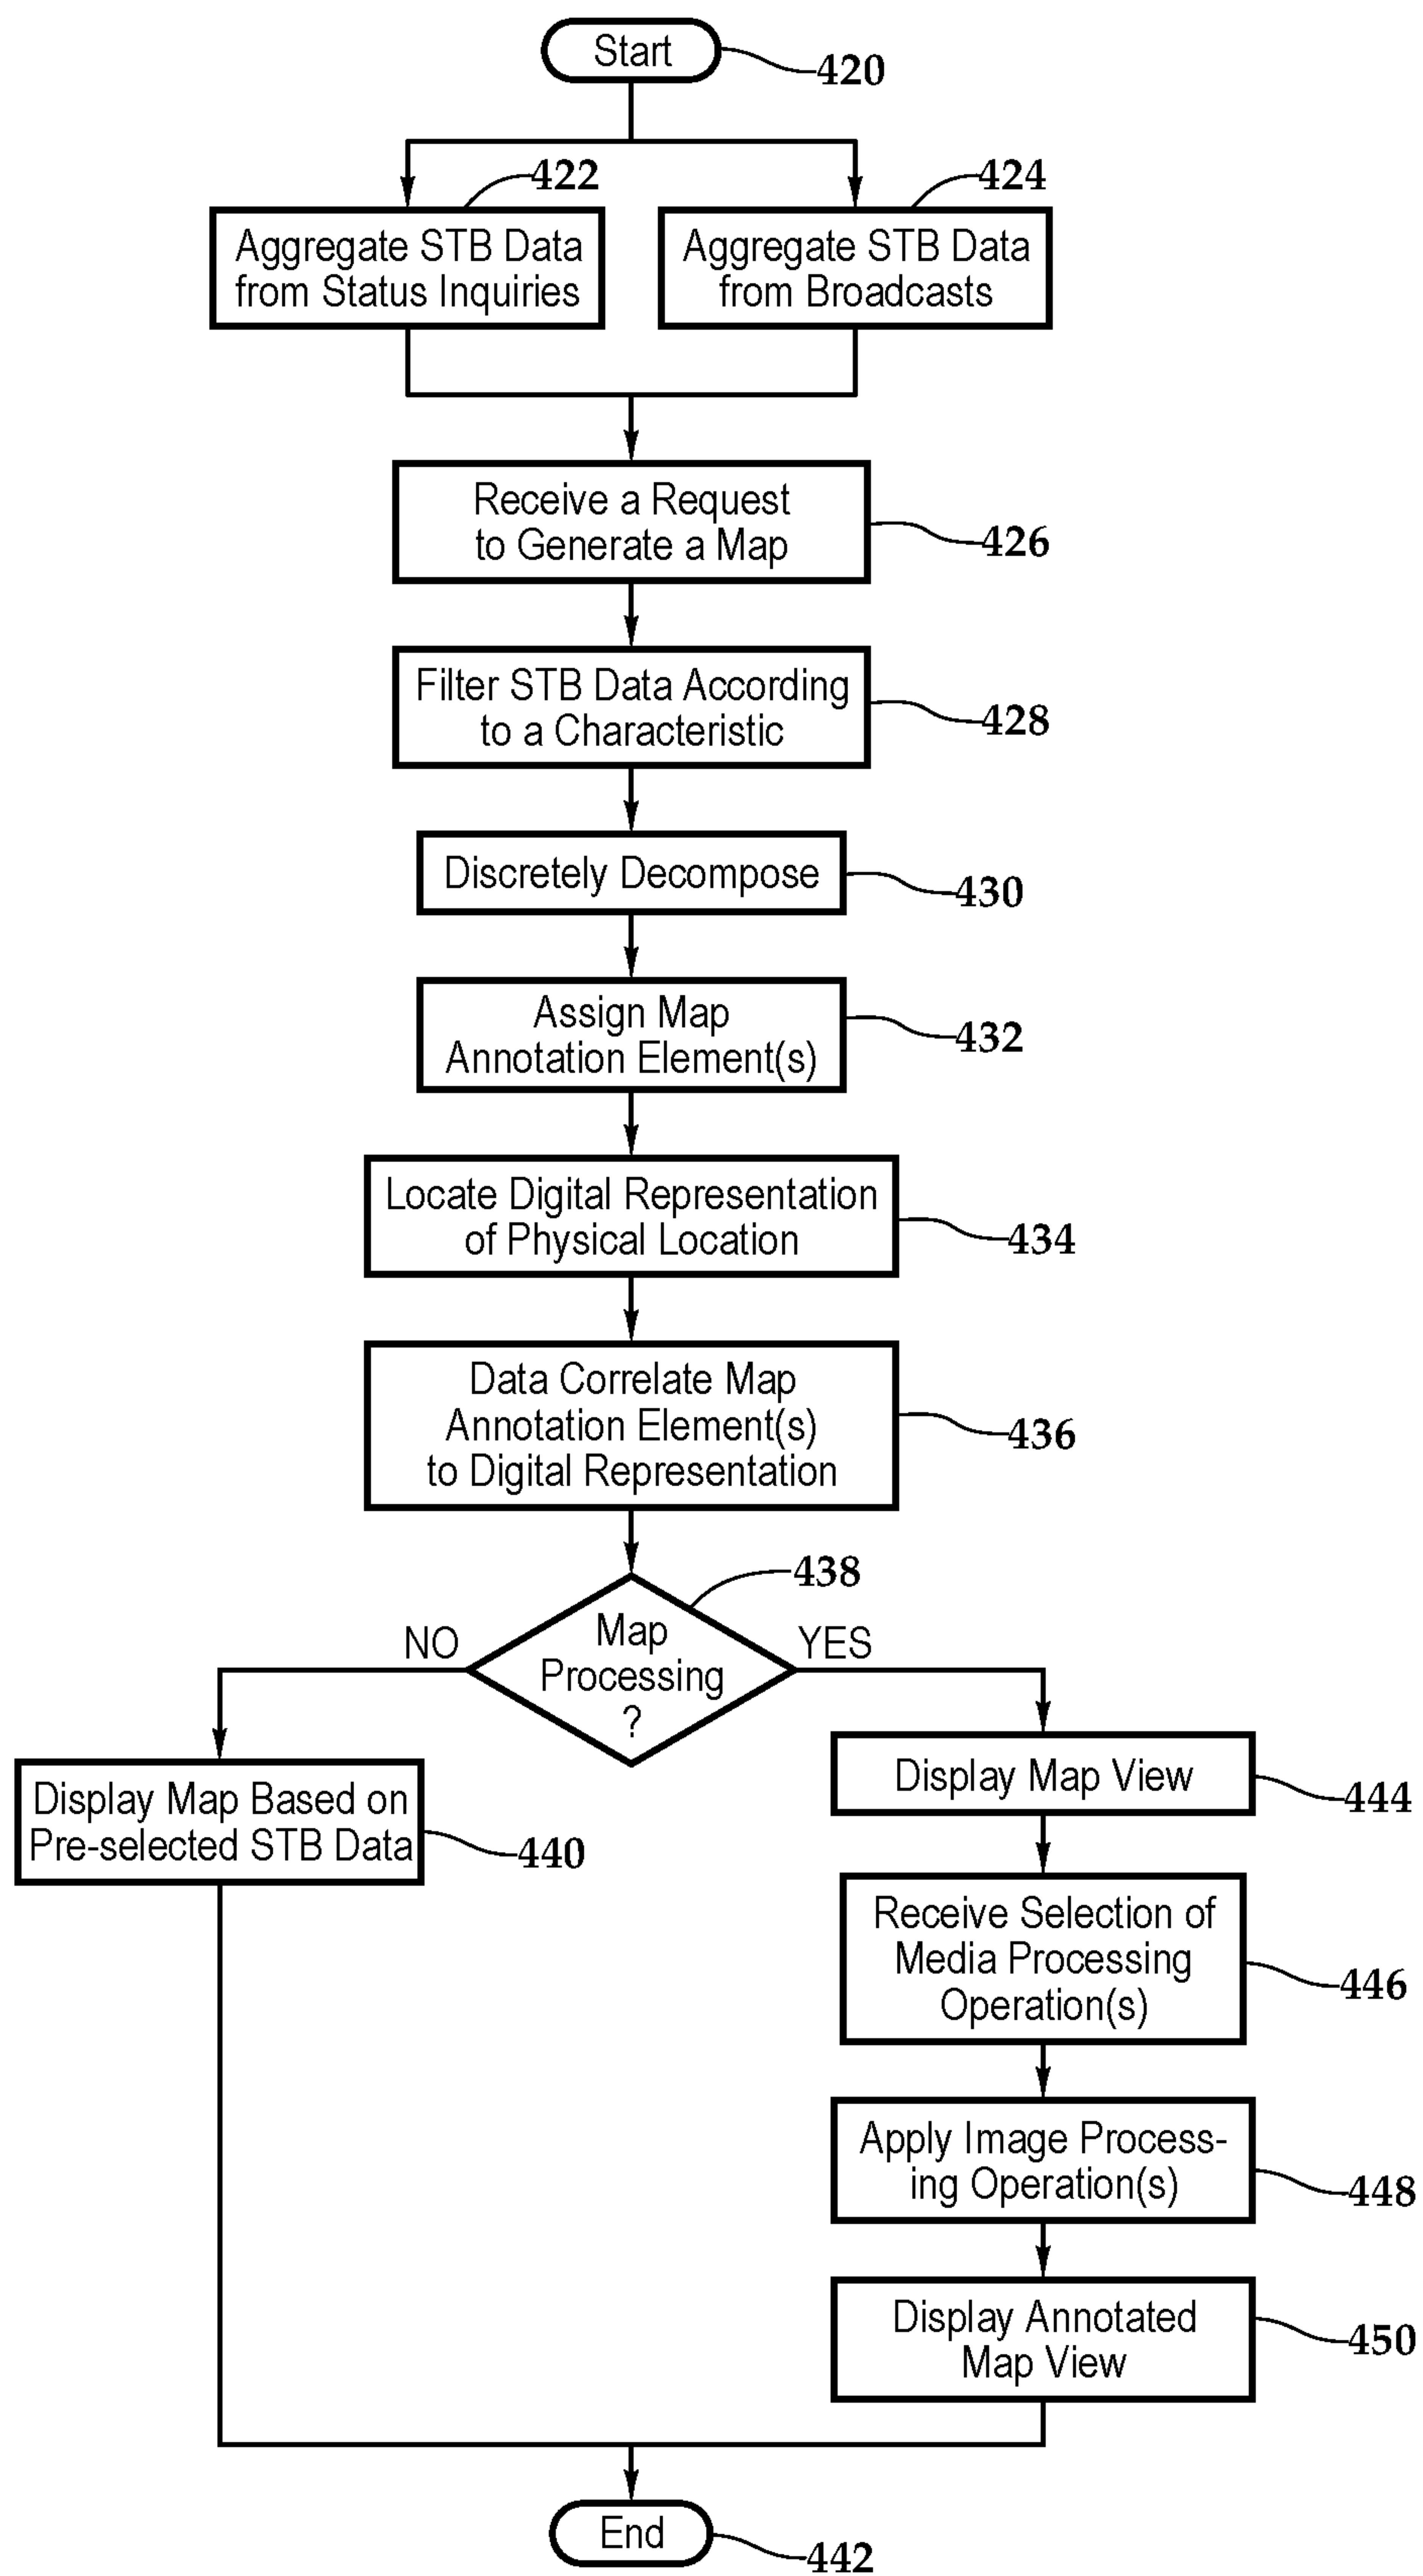 Start
420
422
424
Aggregate STB Data
from Status Inquiries
Aggregate STB Data
from Broadcasts
Receive a Request
to Generate a Map
426
Filter STB Data According
to a Characteristic
428
Discretely Decompose
430
Assign Map
Annotation Element(s)
432
Locate Digital Representation
of Physical Location
434
Data Correlate Map
Annotation Element(s)
to Digital Representation
436
438
Map
Processing
?
NO
YES
Display Map Based on
Pre-selected STB Data
440
Display Map View
444
Receive Selection of
Media Processing
Operation(s)
446
Apply Image Process-
ing Operation(s)
448
Display Annotated
Map View
450
End
442